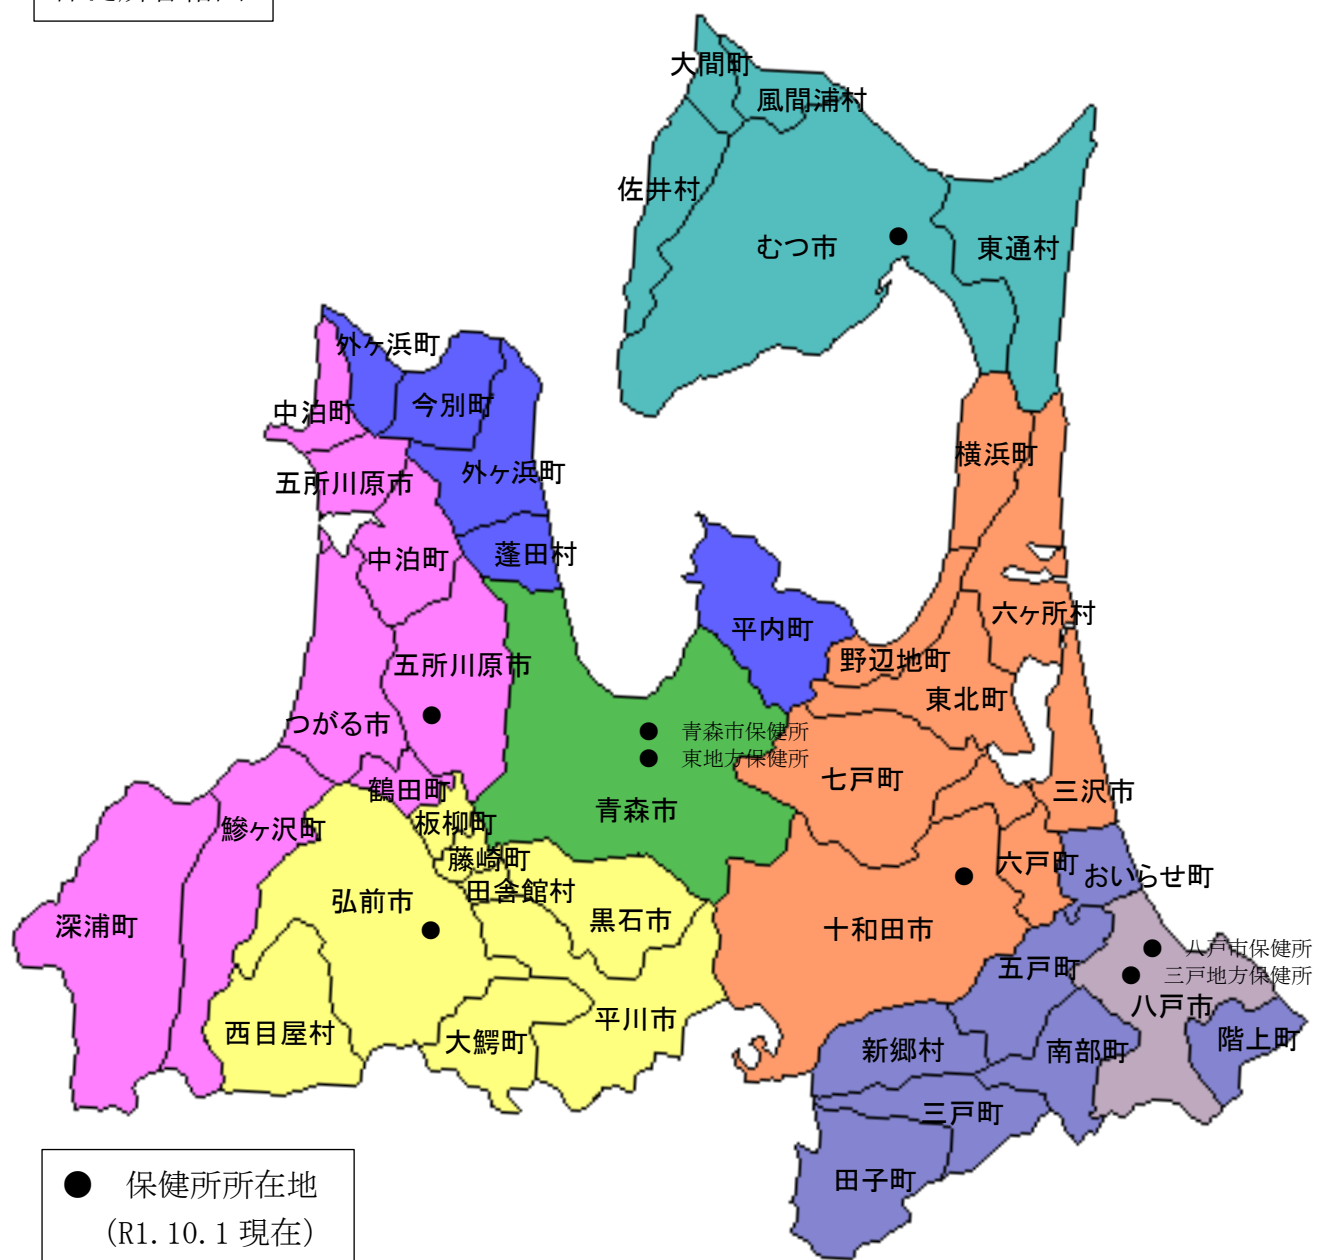 大間町
風間浦村
佐井村
むつ市
東通村
外ヶ浜町
今別町
中泊町
横浜町
外ヶ浜町
五所川原市
蓬田村
中泊町
六ヶ所村
平内町
野辺地町
五所川原市
東北町
つがる市
青森市保健所
東地方保健所
七戸町
鶴田町
三沢市
青森市
板柳町
鰺ヶ沢町
藤崎町
六戸町
おいらせ町
田舎館村
弘前市
黒石市
深浦町
十和田市
八戸市保健所
五戸町
三戸地方保健所
八戸市
平川市
西目屋村
大鰐町
新郷村
南部町
階上町
三戸町
田子町
● 保健所所在地
(R1.10.1 現在)